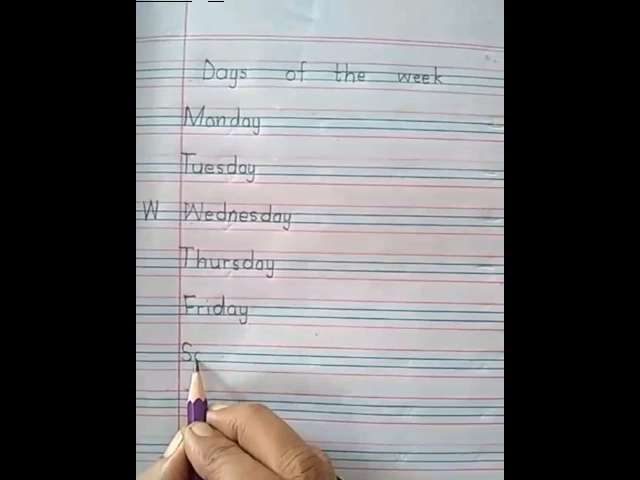 Days of the week
Monday
Tuesday
W Wednesday
Thursday
Friday
S